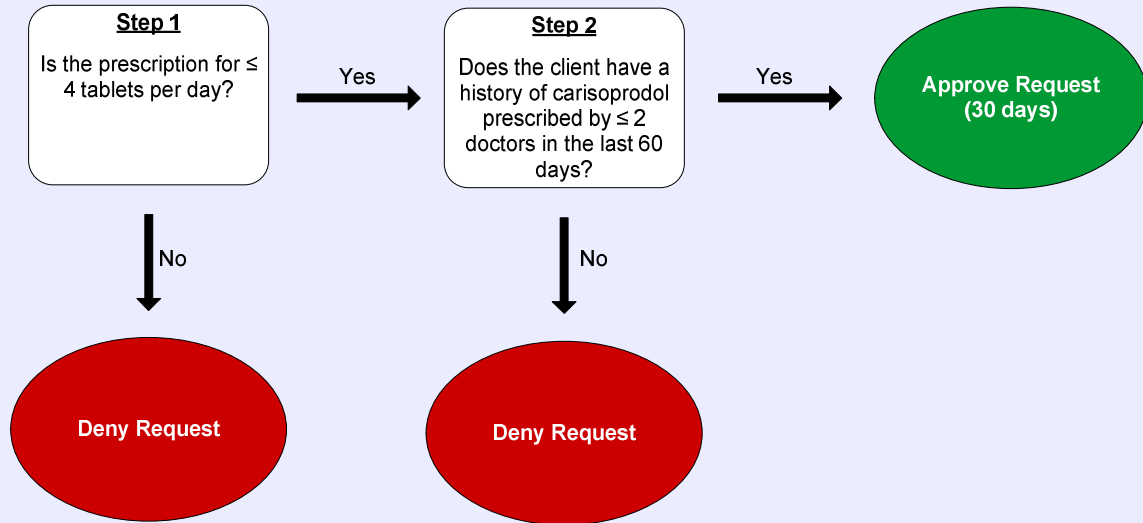 Step 1
Is the prescription for ≤
4 tablets per day?
Yes
No
Deny Request
Step 2
Does the client have a
history of carisoprodol
prescribed by ≤ 2
doctors in the last 60
days?
Yes
No
Deny Request
Approve Request
(30 days)